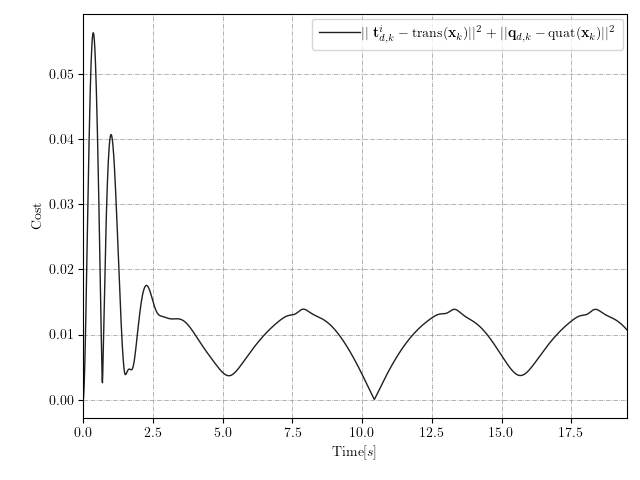 || t^i_{d,k} − trans(x_k)||² + ||q_{d,k} − quat(x_k)||²
0.05
0.04
0.03
0.02
0.01
0.00
Cost
0.0 2.5 5.0 7.5 10.0 12.5 15.0 17.5
Time[s]